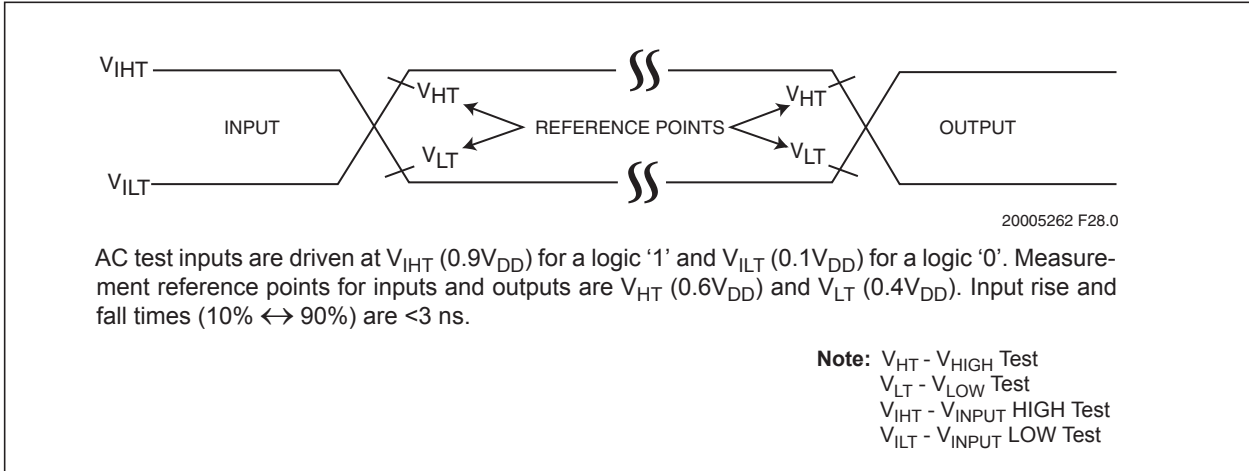 VIHT
VHT
VHT
INPUT
REFERENCE POINTS
OUTPUT
VLT
VLT
VILT
20005262 F28.0
AC test inputs are driven at VIHT (0.9VDD) for a logic ‘1’ and VILT (0.1VDD) for a logic ‘0’. Measure-
ment reference points for inputs and outputs are VHT (0.6VDD) and VLT (0.4VDD). Input rise and
fall times (10% ↔ 90%) are <3 ns.
Note: VHT - VHIGH Test
VLT - VLOW Test
VIHT - VINPUT HIGH Test
VILT - VINPUT LOW Test